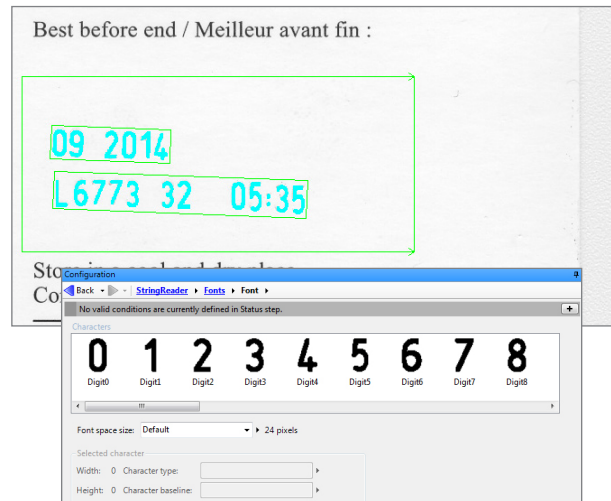 Best before end / Meilleur avant fin :
09 2014
L6773 32 05:35
Configuration
Back
StringReader Fonts Font
No valid conditions are currently defined in Status step.
+
Characters
0 1 2 3 4 5 6 7 8
Digit0 Digit1 Digit2 Digit3 Digit4 Digit5 Digit6 Digit7 Digit8
Font space size: Default 24 pixels
Selected character
Width: 0 Character type:
Height: 0 Character baseline: